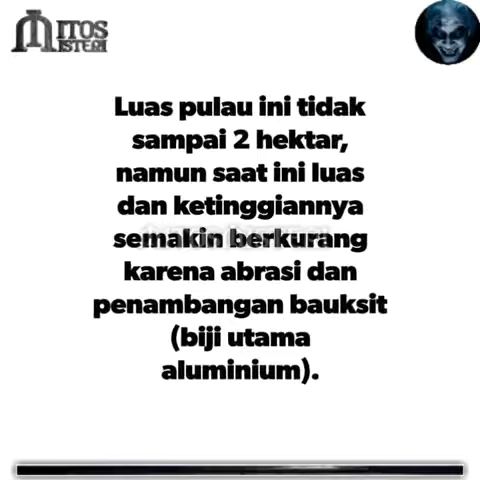 MITOS
MISTERI
Luas pulau ini tidak
sampai 2 hektar,
namun saat ini luas
dan ketinggiannya
semakin berkurang
karena abrasi dan
penambangan bauksit
(biji utama
aluminium).